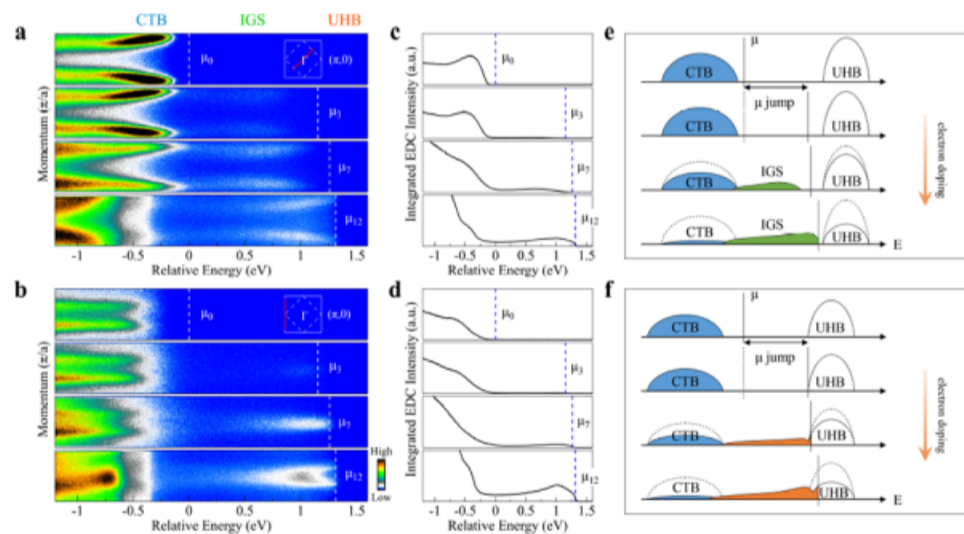 CTB IGS UHB
a
Momentum (π/a)
μ0
Γ
(π,0)
μ3
μ7
μ12
-1 -0.5 0 0.5 1 1.5
Relative Energy (eV)
b
Momentum (π/a)
μ0
Γ
(π,0)
μ3
μ7
μ12
High
Low
-1 -0.5 0 0.5 1 1.5
Relative Energy (eV)
c
Integrated EDC Intensity (a.u.)
μ0
μ3
μ7
μ12
-1 -0.5 0 0.5 1 1.5
Relative Energy (eV)
d
Integrated EDC Intensity (a.u.)
μ0
μ3
μ7
μ12
-1 -0.5 0 0.5 1 1.5
Relative Energy (eV)
e
μ
CTB UHB
μ jump
CTB UHB
IGS
CTB UHB
IGS
CTB UHB E
electron doping
f
μ
CTB UHB
μ jump
CTB UHB
CTB UHB
CTB UHB E
electron doping